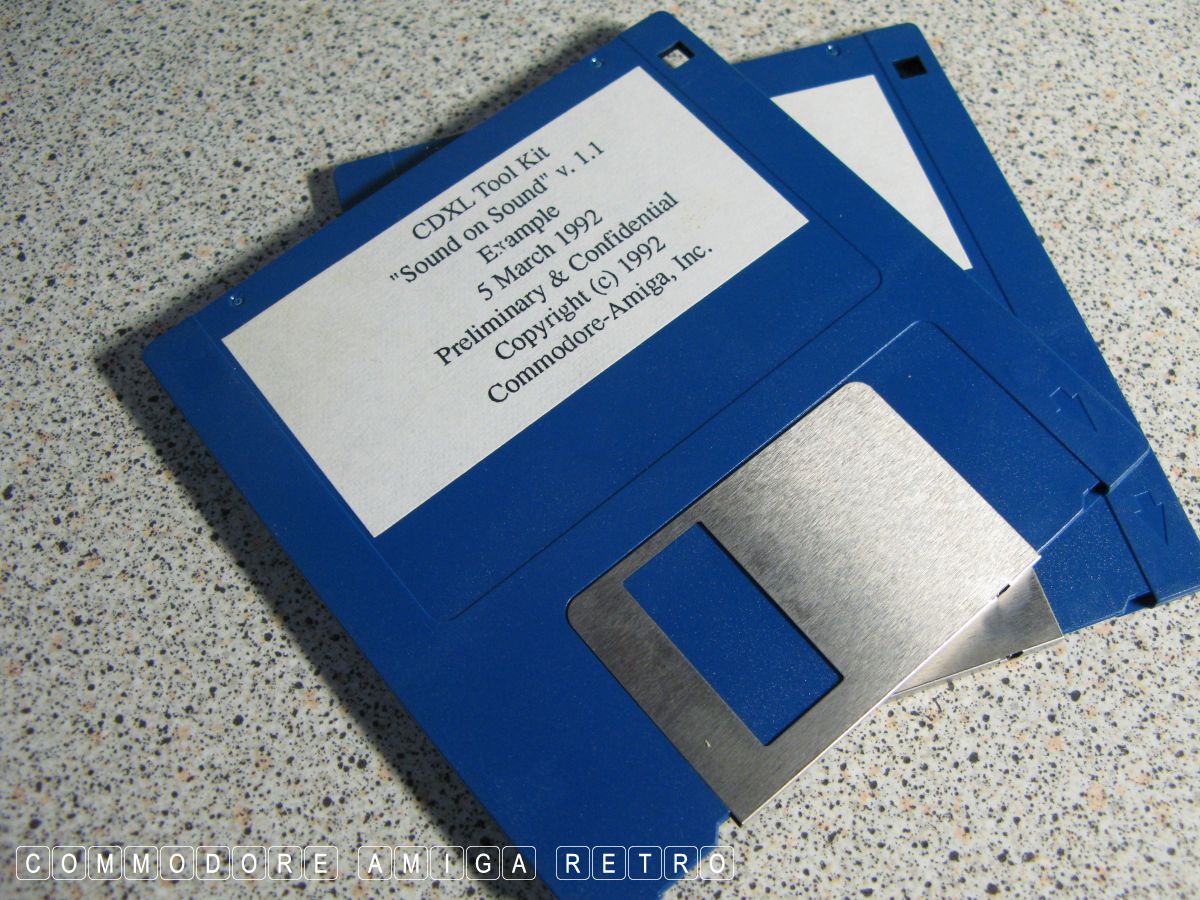 CDXL Tool Kit
"Sound on Sound" v. 1.1
Example
5 March 1992
Preliminary & Confidential
Copyright (c) 1992
Commodore-Amiga, Inc.
COMMODORE AMIGA RETRO